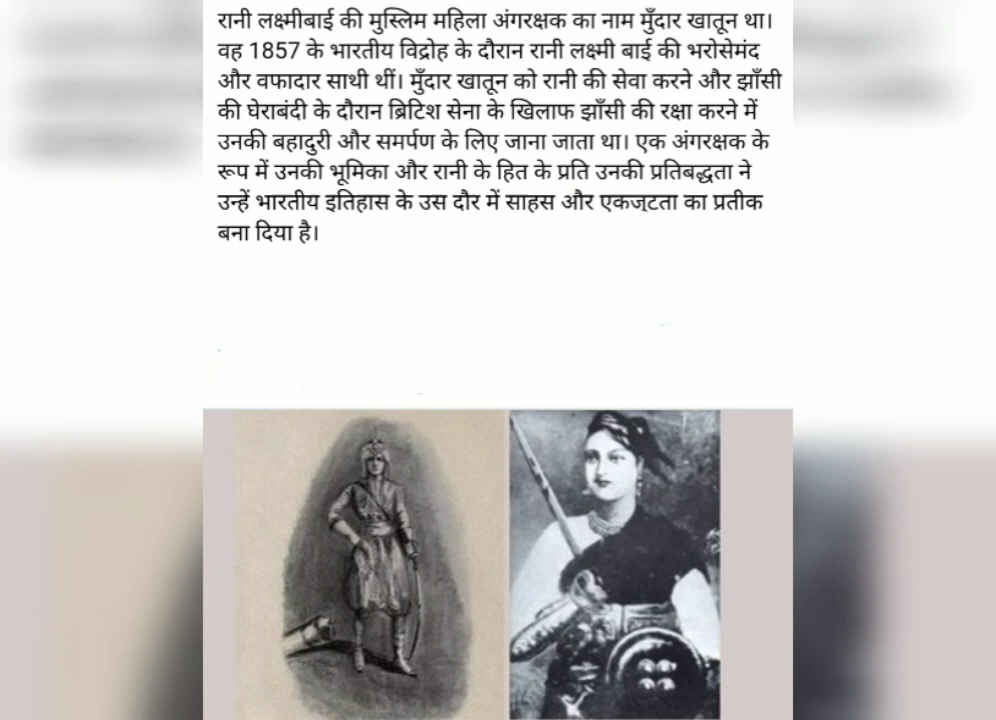 रानी लक्ष्मीबाई की मुस्लिम महिला अंगरक्षक का नाम मुँदार खातून था।
वह 1857 के भारतीय विद्रोह के दौरान रानी लक्ष्मी बाई की भरोसेमंद
और वफादार साथी थीं। मुँदार खातून को रानी की सेवा करने और झाँसी
की घेराबंदी के दौरान ब्रिटिश सेना के खिलाफ झाँसी की रक्षा करने में
उनकी बहादुरी और समर्पण के लिए जाना जाता था। एक अंगरक्षक के
रूप में उनकी भूमिका और रानी के हित के प्रति उनकी प्रतिबद्धता ने
उन्हें भारतीय इतिहास के उस दौर में साहस और एकजुटता का प्रतीक
बना दिया है।